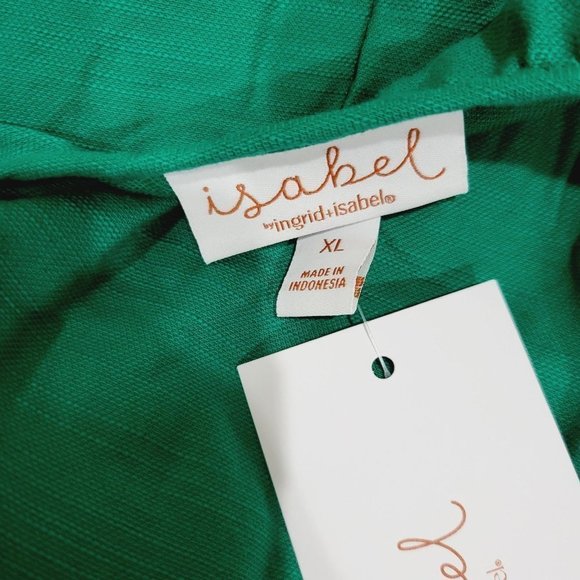 isabel
by ingrid+isabel®
XL
MADE IN
INDONESIA